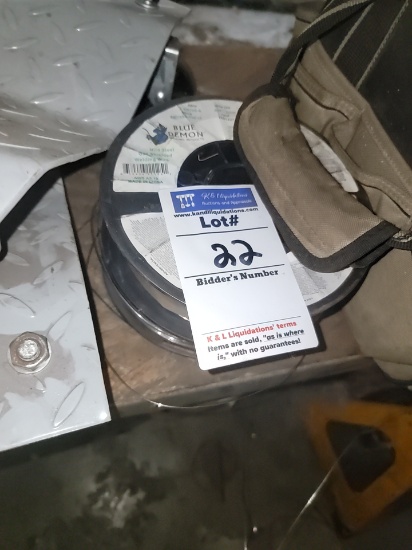 BLUE
DEMON
K & L Liquidations
Auctions and Appraisals
www.kandlliquidations.com
Lot#
22
Bidder's Number
K & L Liquidations' terms
Items are sold, "as is where
is," with no guarantees!